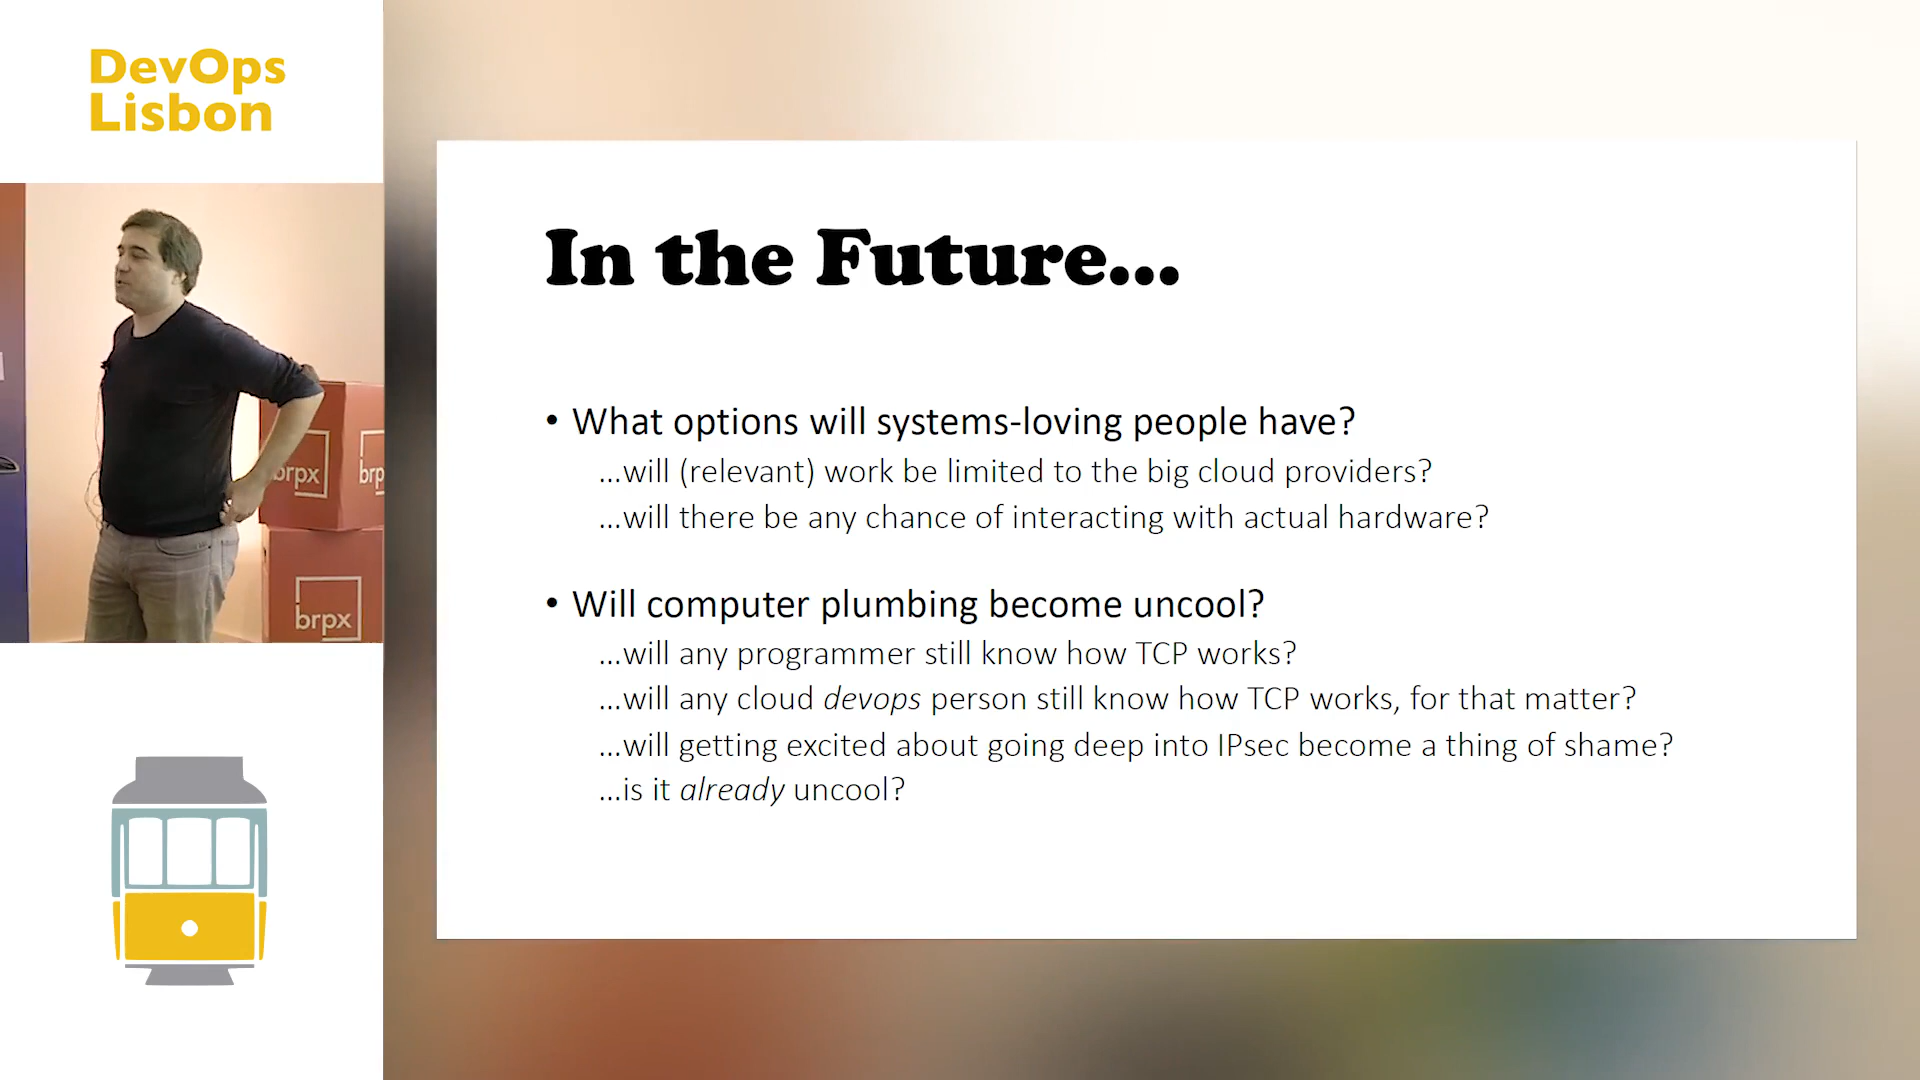 DevOps
Lisbon
brpx
brp
brpx
In the Future...
• What options will systems-loving people have?
...will (relevant) work be limited to the big cloud providers?
...will there be any chance of interacting with actual hardware?
• Will computer plumbing become uncool?
...will any programmer still know how TCP works?
...will any cloud devops person still know how TCP works, for that matter?
...will getting excited about going deep into IPsec become a thing of shame?
...is it already uncool?